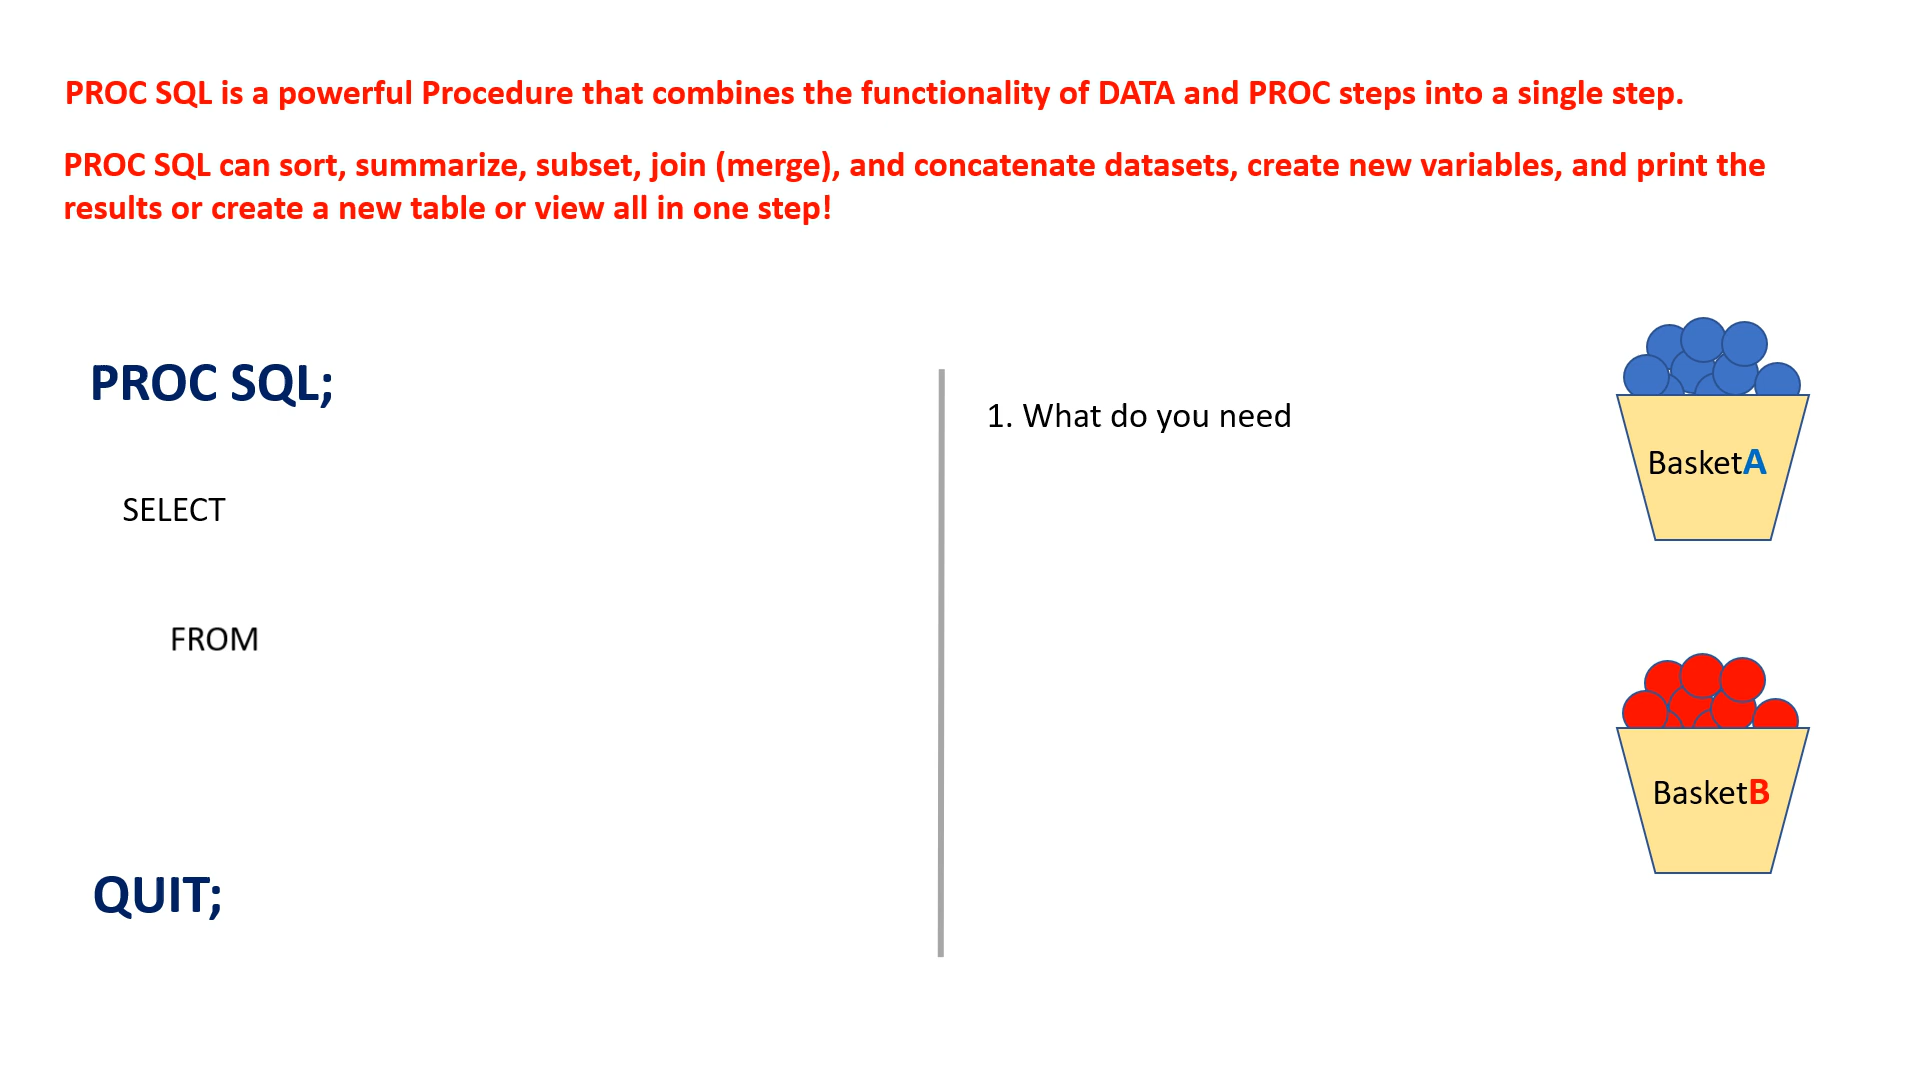 PROC SQL is a powerful Procedure that combines the functionality of DATA and PROC steps into a single step.
PROC SQL can sort, summarize, subset, join (merge), and concatenate datasets, create new variables, and print the
results or create a new table or view all in one step!
PROC SQL;
SELECT
FROM
QUIT;
1. What do you need
BasketA
BasketB